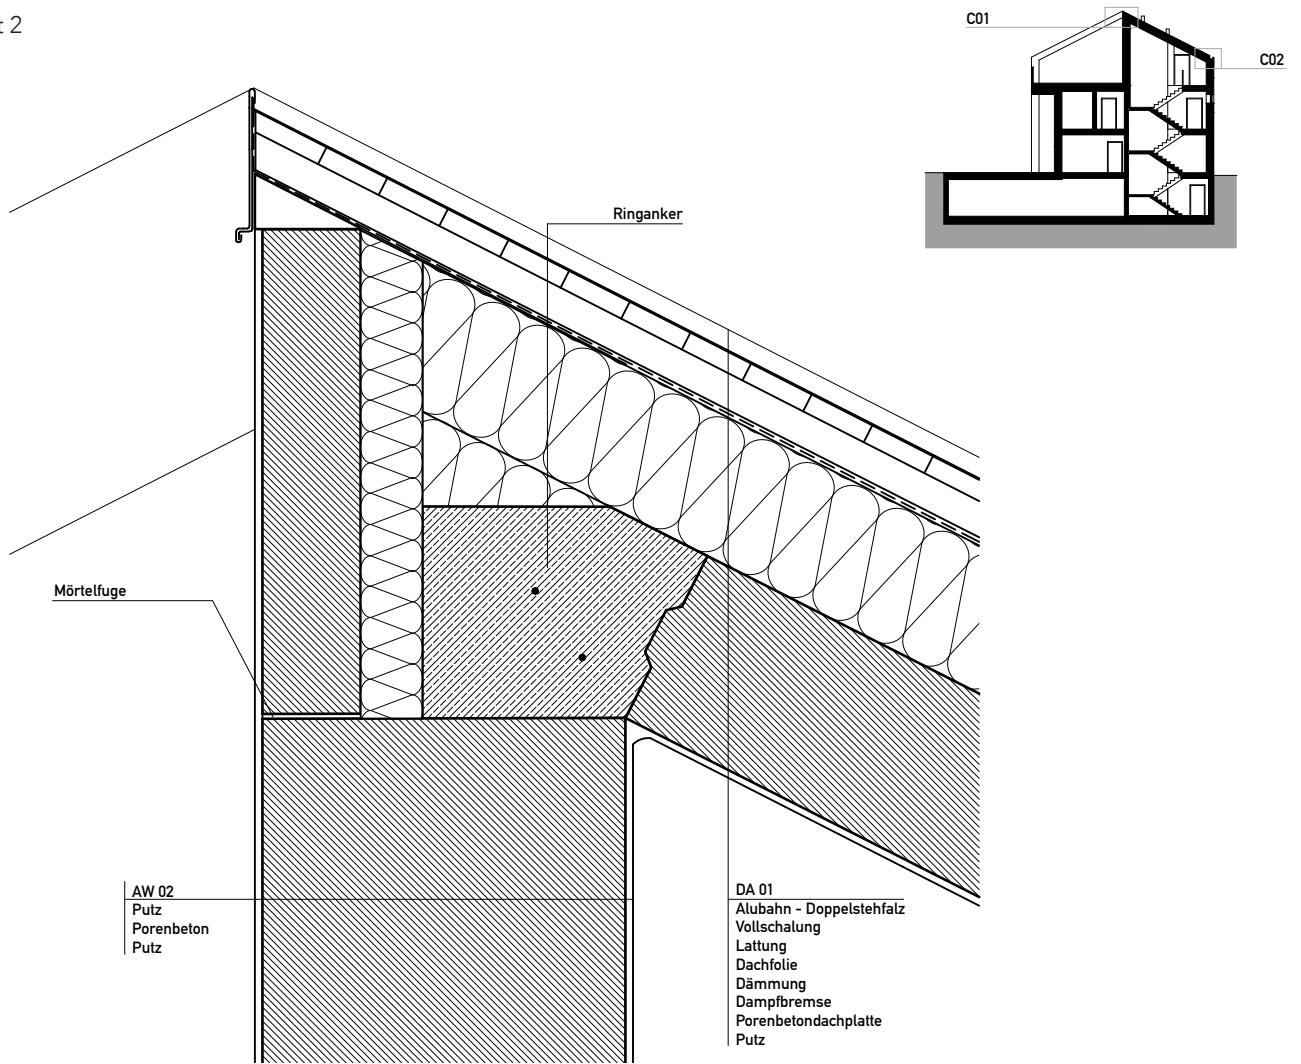 t 2
C01
C02
Ringanker
Mörtelfuge
AW 02
Putz
Porenbeton
Putz
DA 01
Alubahn - Doppelstehfalz
Vollschalung
Lattung
Dachfolie
Dämmung
Dampfbremse
Porenbetondachplatte
Putz